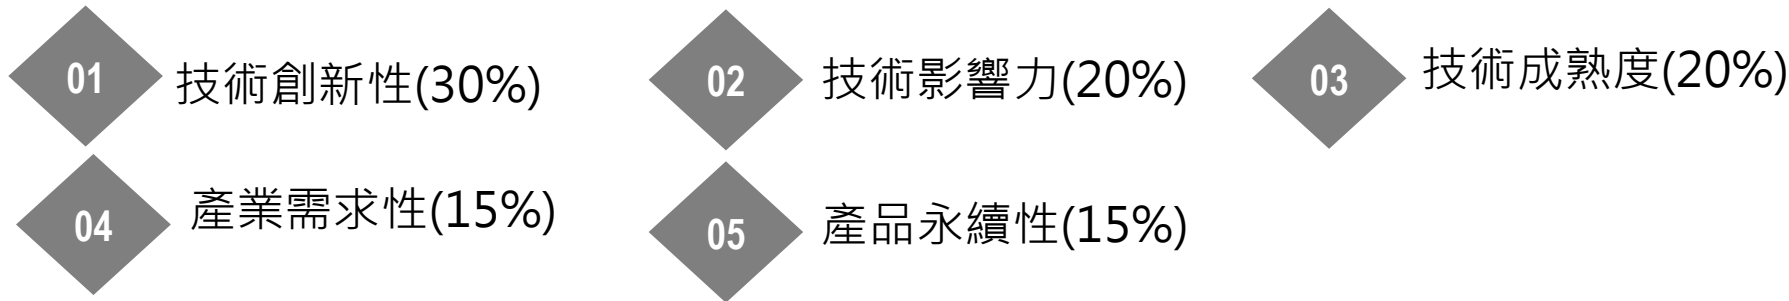 01 技術創新性(30%)
02 技術影響力(20%)
03 技術成熟度(20%)
04 產業需求性(15%)
05 產品永續性(15%)